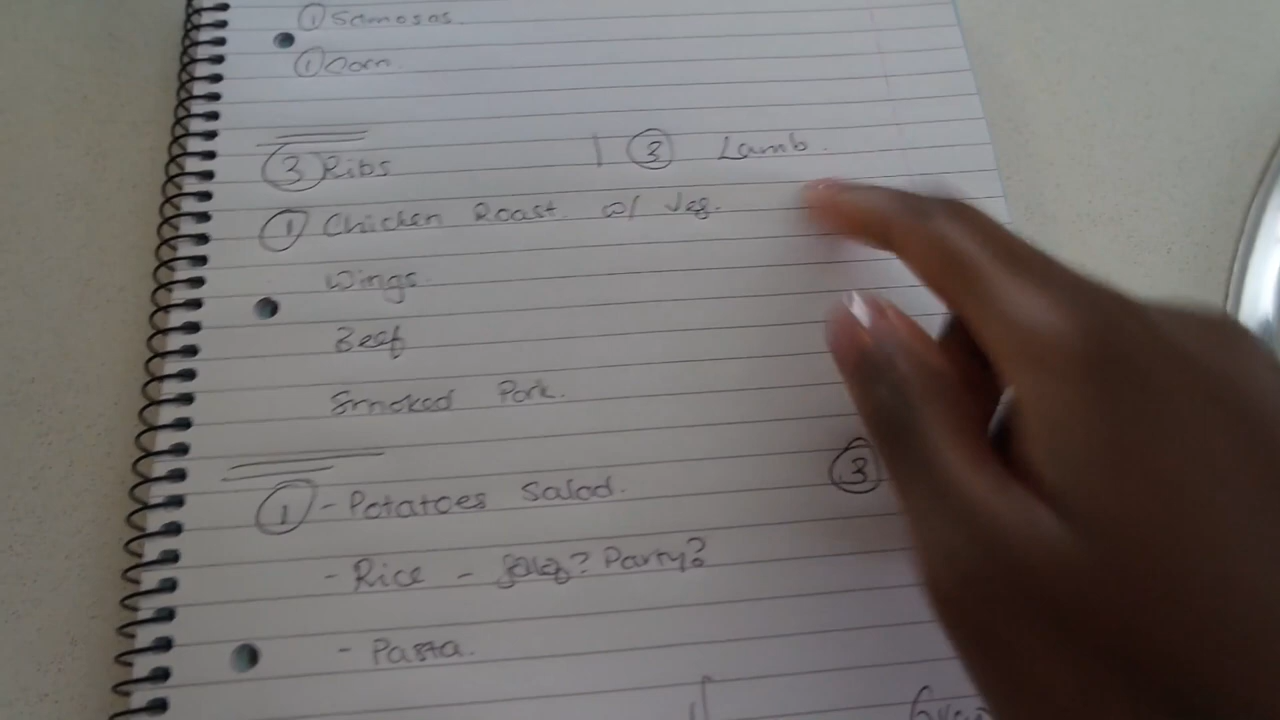 ① Samosas.
① Corn.
③ Ribs | ③ Lamb.
① Chicken Roast w/ Veg.
Wings.
Beef
Smoked Pork.
① - Potatoes Salad. ③
- Rice - ? Party?
- Pasta.